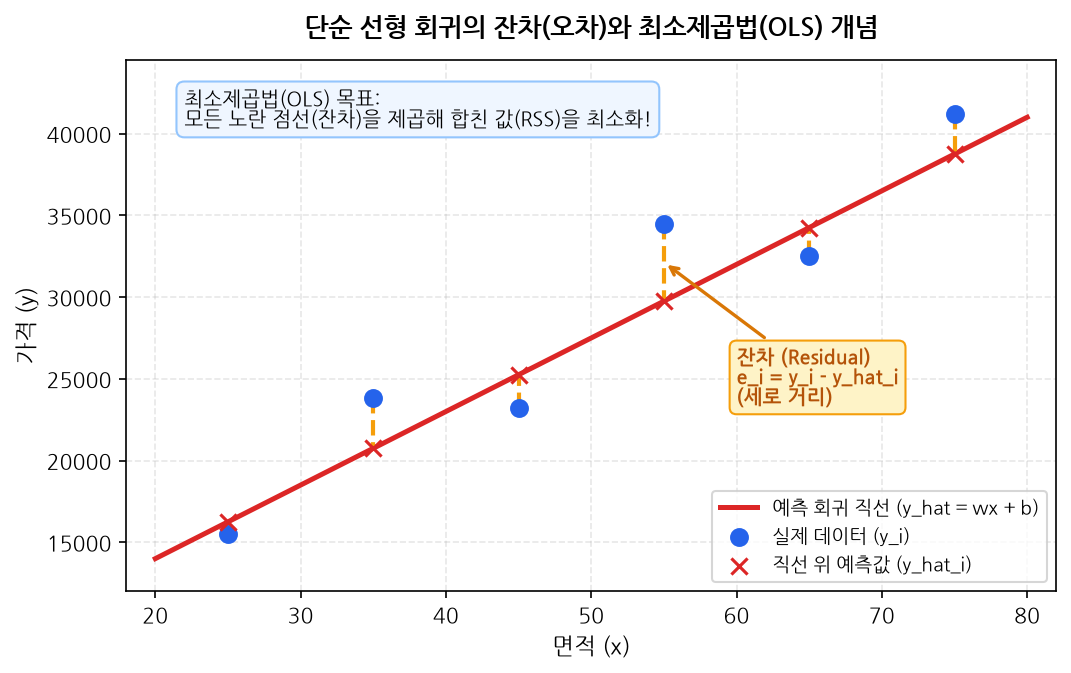 단순 선형 회귀의 잔차(오차)와 최소제곱법(OLS) 개념
최소제곱법(OLS) 목표:
모든 노란 점선(잔차)을 제곱해 합친 값(RSS)을 최소화!
가격 (y)
40000
35000
30000
25000
20000
15000
잔차 (Residual)
e_i = y_i - y_hat_i
(세로 거리)
예측 회귀 직선 (y_hat = wx + b)
실제 데이터 (y_i)
직선 위 예측값 (y_hat_i)
20 30 40 50 60 70 80
면적 (x)